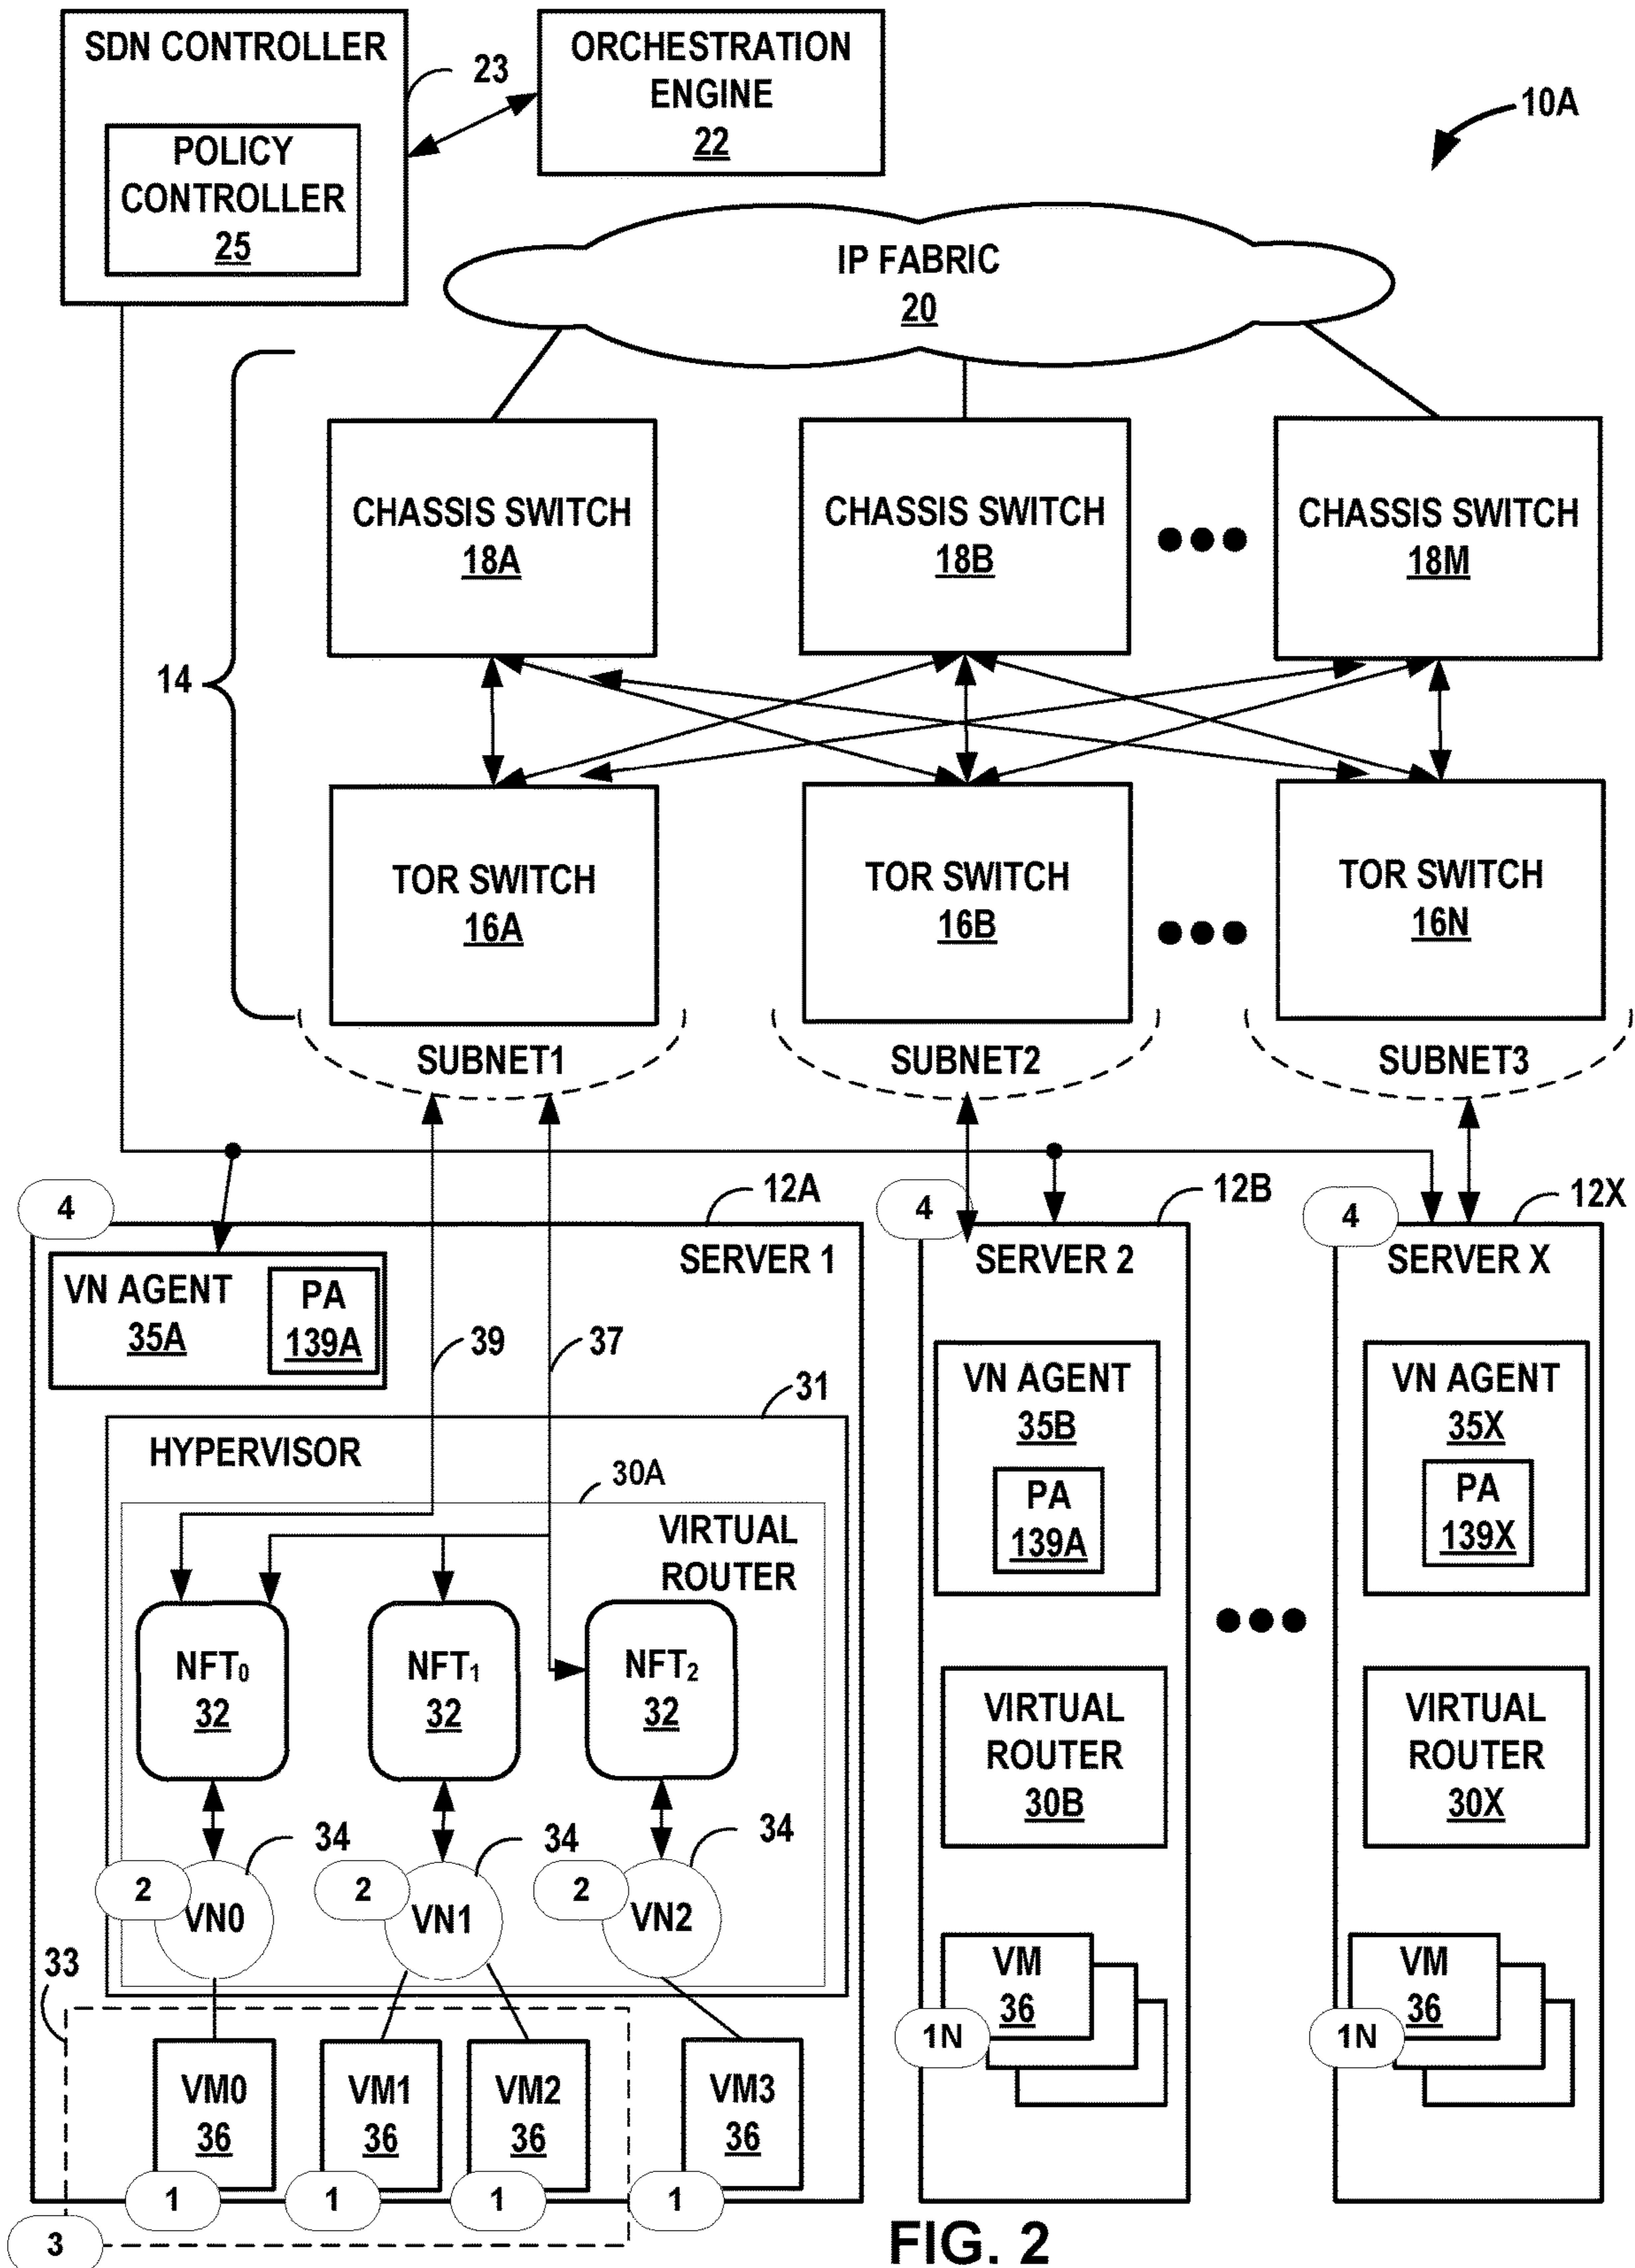 SDN CONTROLLER
23
POLICY
CONTROLLER
25
ORCHESTRATION
ENGINE
22
10A
IP FABRIC
20
14
CHASSIS SWITCH
18A
CHASSIS SWITCH
18B
CHASSIS SWITCH
18M
TOR SWITCH
16A
TOR SWITCH
16B
TOR SWITCH
16N
SUBNET1
SUBNET2
SUBNET3
4
12A
SERVER 1
VN AGENT
35A
PA
139A
39
37
31
HYPERVISOR
30A
VIRTUAL
ROUTER
NFT0
32
NFT1
32
NFT2
32
34
34
34
2
VN0
2
VN1
2
VN2
33
VM0
36
VM1
36
VM2
36
VM3
36
1
1
1
1
3
4
12B
SERVER 2
VN AGENT
35B
PA
139A
VIRTUAL
ROUTER
30B
VM
36
1N
4
12X
SERVER X
VN AGENT
35X
PA
139X
VIRTUAL
ROUTER
30X
VM
36
1N
FIG. 2